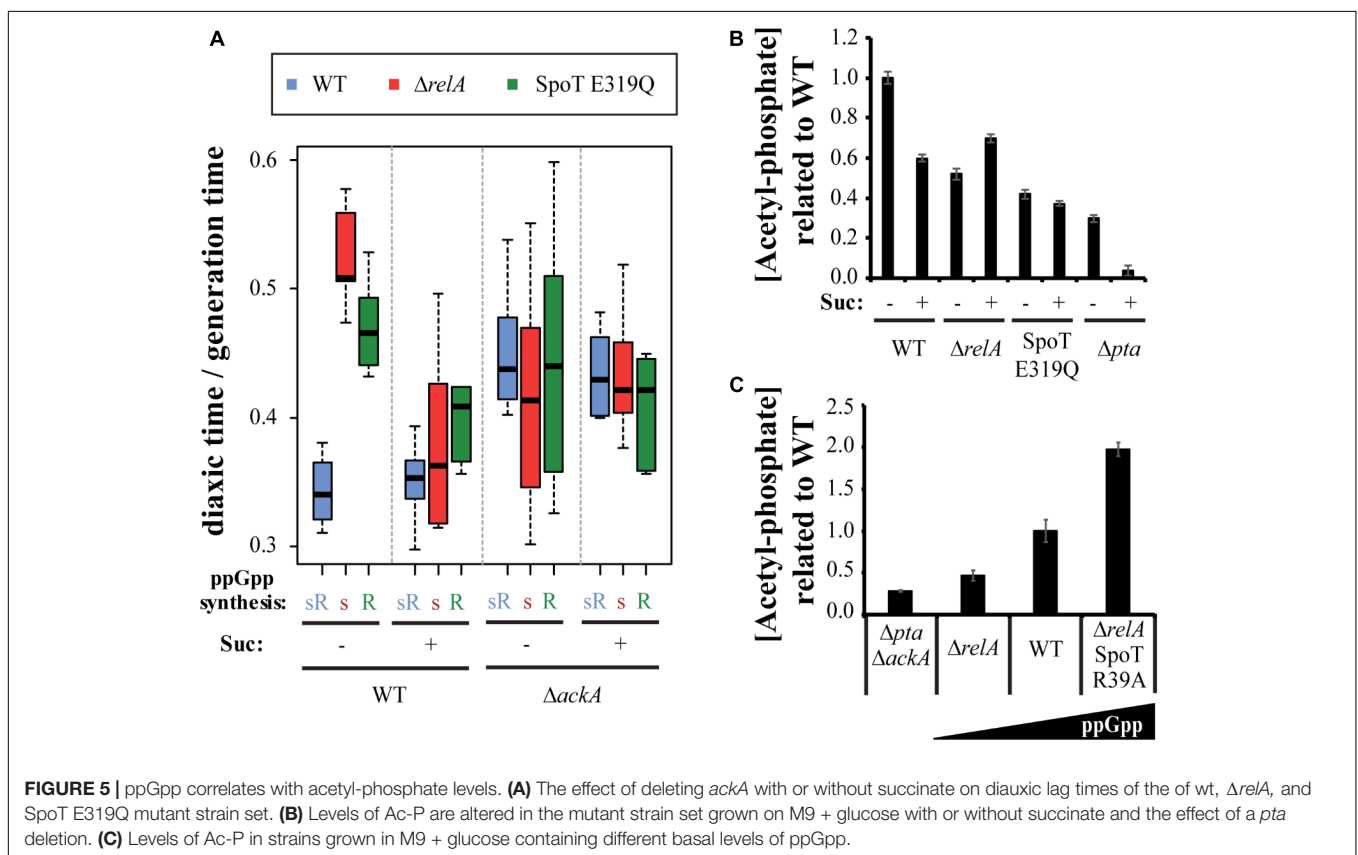 A
WT ΔrelA SpoT E319Q
diaxic time / generation time
0.6
0.5
0.4
0.3
ppGpp
synthesis: sR s R sR s R sR s R sR s R
Suc: - + - +
WT ΔackA
B
[Acetyl-phosphate]
related to WT
1.2
1.0
0.8
0.6
0.4
0.2
0.0
Suc: - + - + - + - +
WT ΔrelA SpoT E319Q Δpta
C
[Acetyl-phosphate]
related to WT
2.5
2.0
1.5
1.0
0.5
0.0
Δpta ΔackA ΔrelA WT ΔrelA SpoT R39A
ppGpp
FIGURE 5 | ppGpp correlates with acetyl-phosphate levels. (A) The effect of deleting ackA with or without succinate on diauxic lag times of the of wt, ΔrelA, and
SpoT E319Q mutant strain set. (B) Levels of Ac-P are altered in the mutant strain set grown on M9 + glucose with or without succinate and the effect of a pta
deletion. (C) Levels of Ac-P in strains grown in M9 + glucose containing different basal levels of ppGpp.